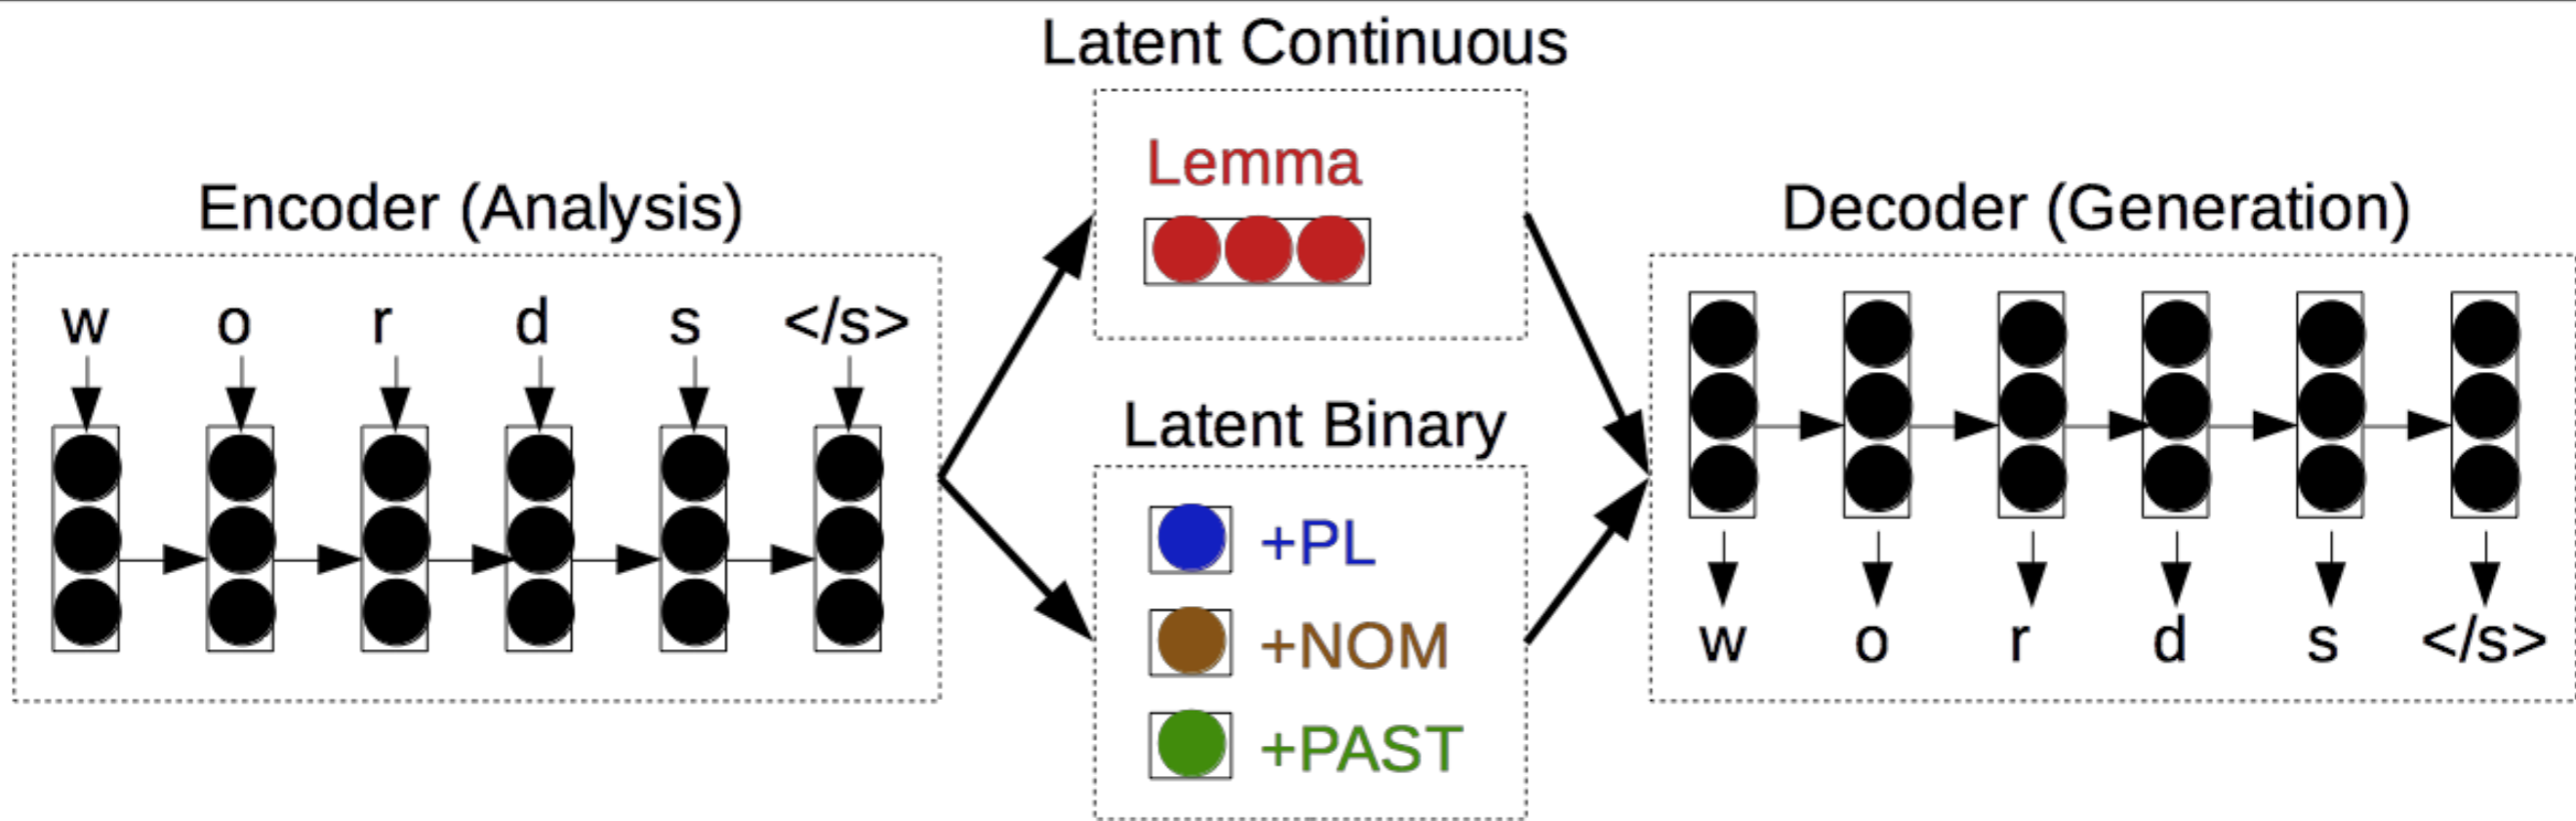 Latent Continuous
Lemma
Encoder (Analysis)
w o r d s </s>
Latent Binary
+PL
+NOM
+PAST
Decoder (Generation)
w o r d s </s>